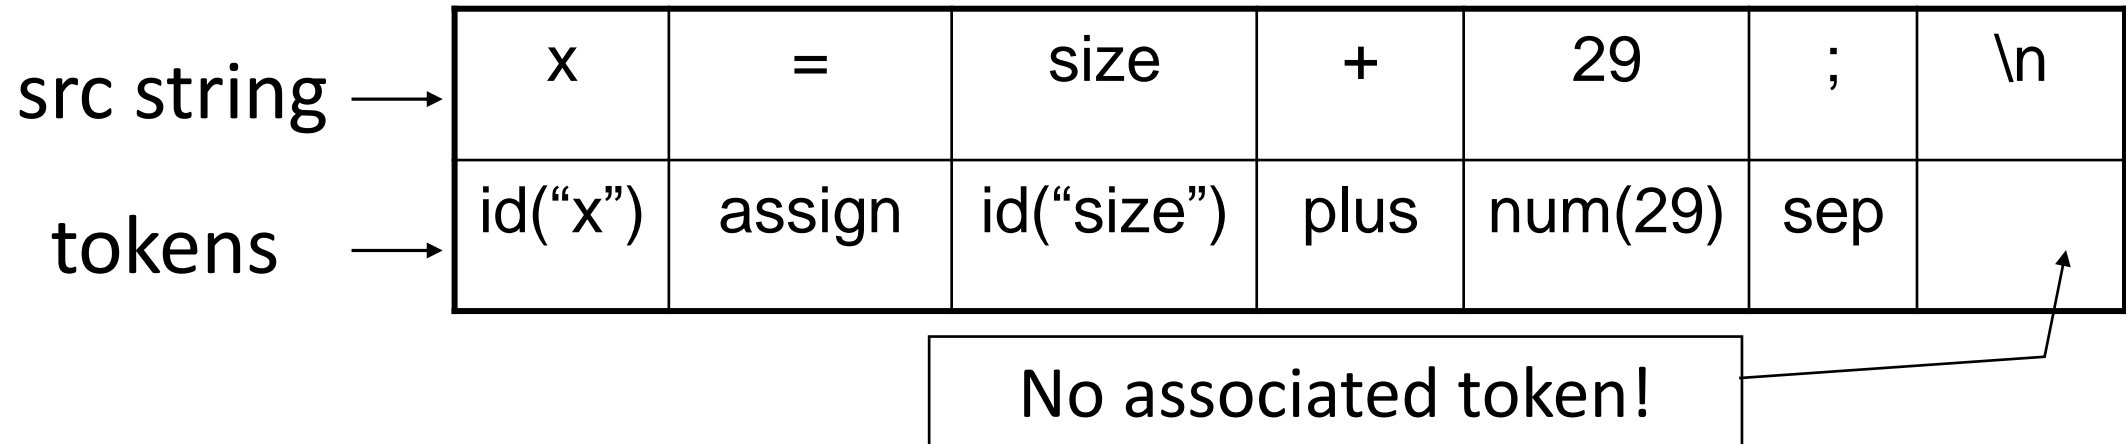 src string x = size + 29 ; \n
tokens id(“x”) assign id(“size”) plus num(29) sep
No associated token!